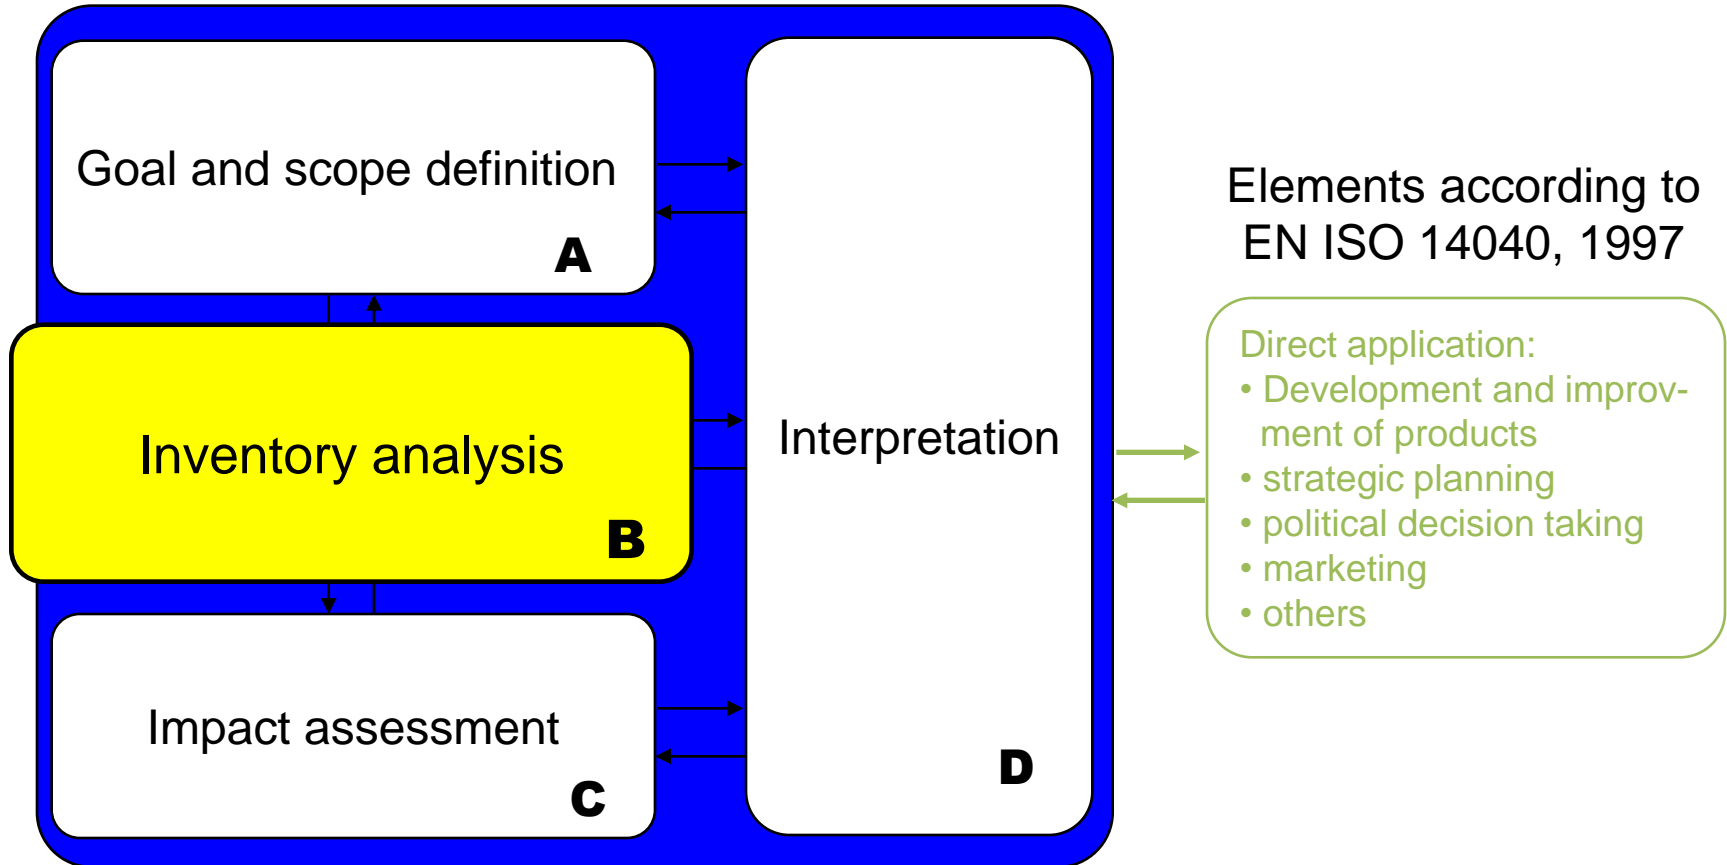 Goal and scope definition
A
Inventory analysis
B
Impact assessment
C
Interpretation
D
Elements according to
EN ISO 14040, 1997
Direct application:
• Development and improv-
ment of products
• strategic planning
• political decision taking
• marketing
• others